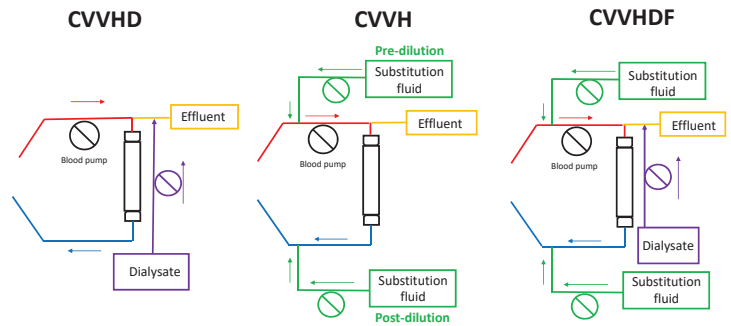 CVVHD
Effluent
Blood pump
Dialysate
CVVH
Pre-dilution
Substitution
fluid
Effluent
Blood pump
Substitution
fluid
Post-dilution
CVVHDF
Substitution
fluid
Effluent
Blood pump
Dialysate
Substitution
fluid